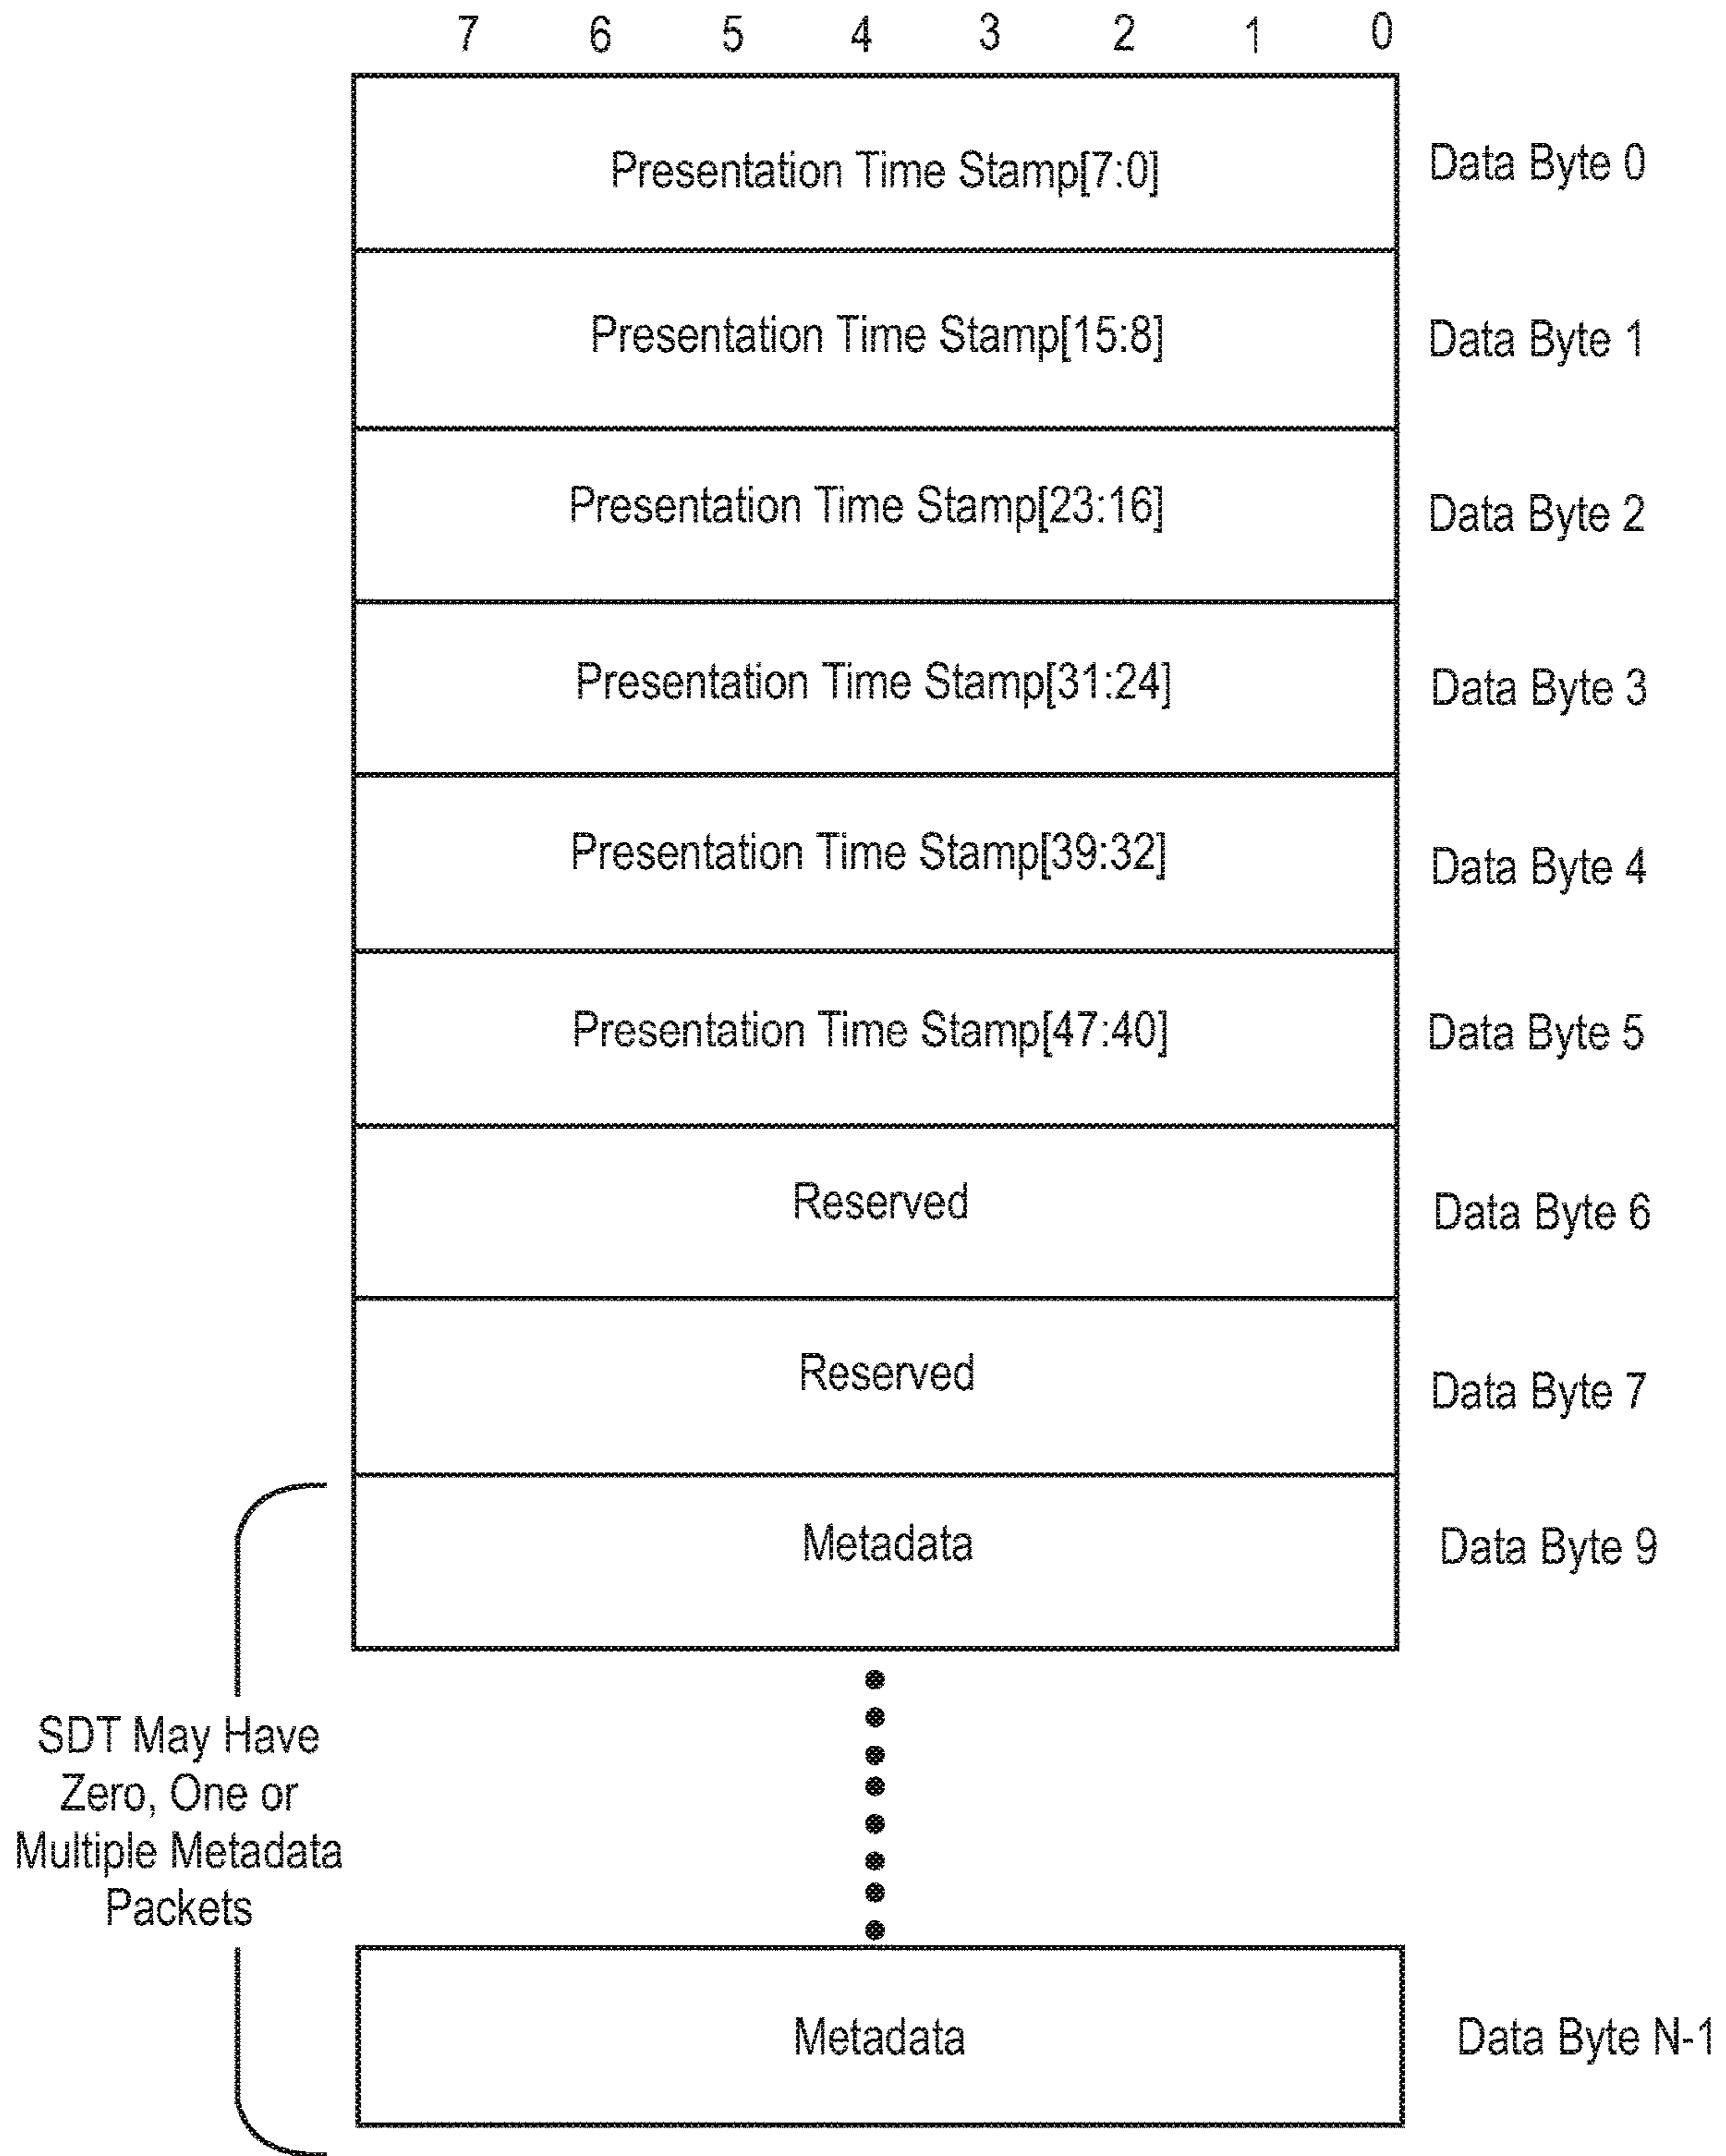 7 6 5 4 3 2 1 0
Presentation Time Stamp[7:0] Data Byte 0
Presentation Time Stamp[15:8] Data Byte 1
Presentation Time Stamp[23:16] Data Byte 2
Presentation Time Stamp[31:24] Data Byte 3
Presentation Time Stamp[39:32] Data Byte 4
Presentation Time Stamp[47:40] Data Byte 5
Reserved Data Byte 6
Reserved Data Byte 7
Metadata Data Byte 9
SDT May Have
Zero, One or
Multiple Metadata
Packets
Metadata Data Byte N-1